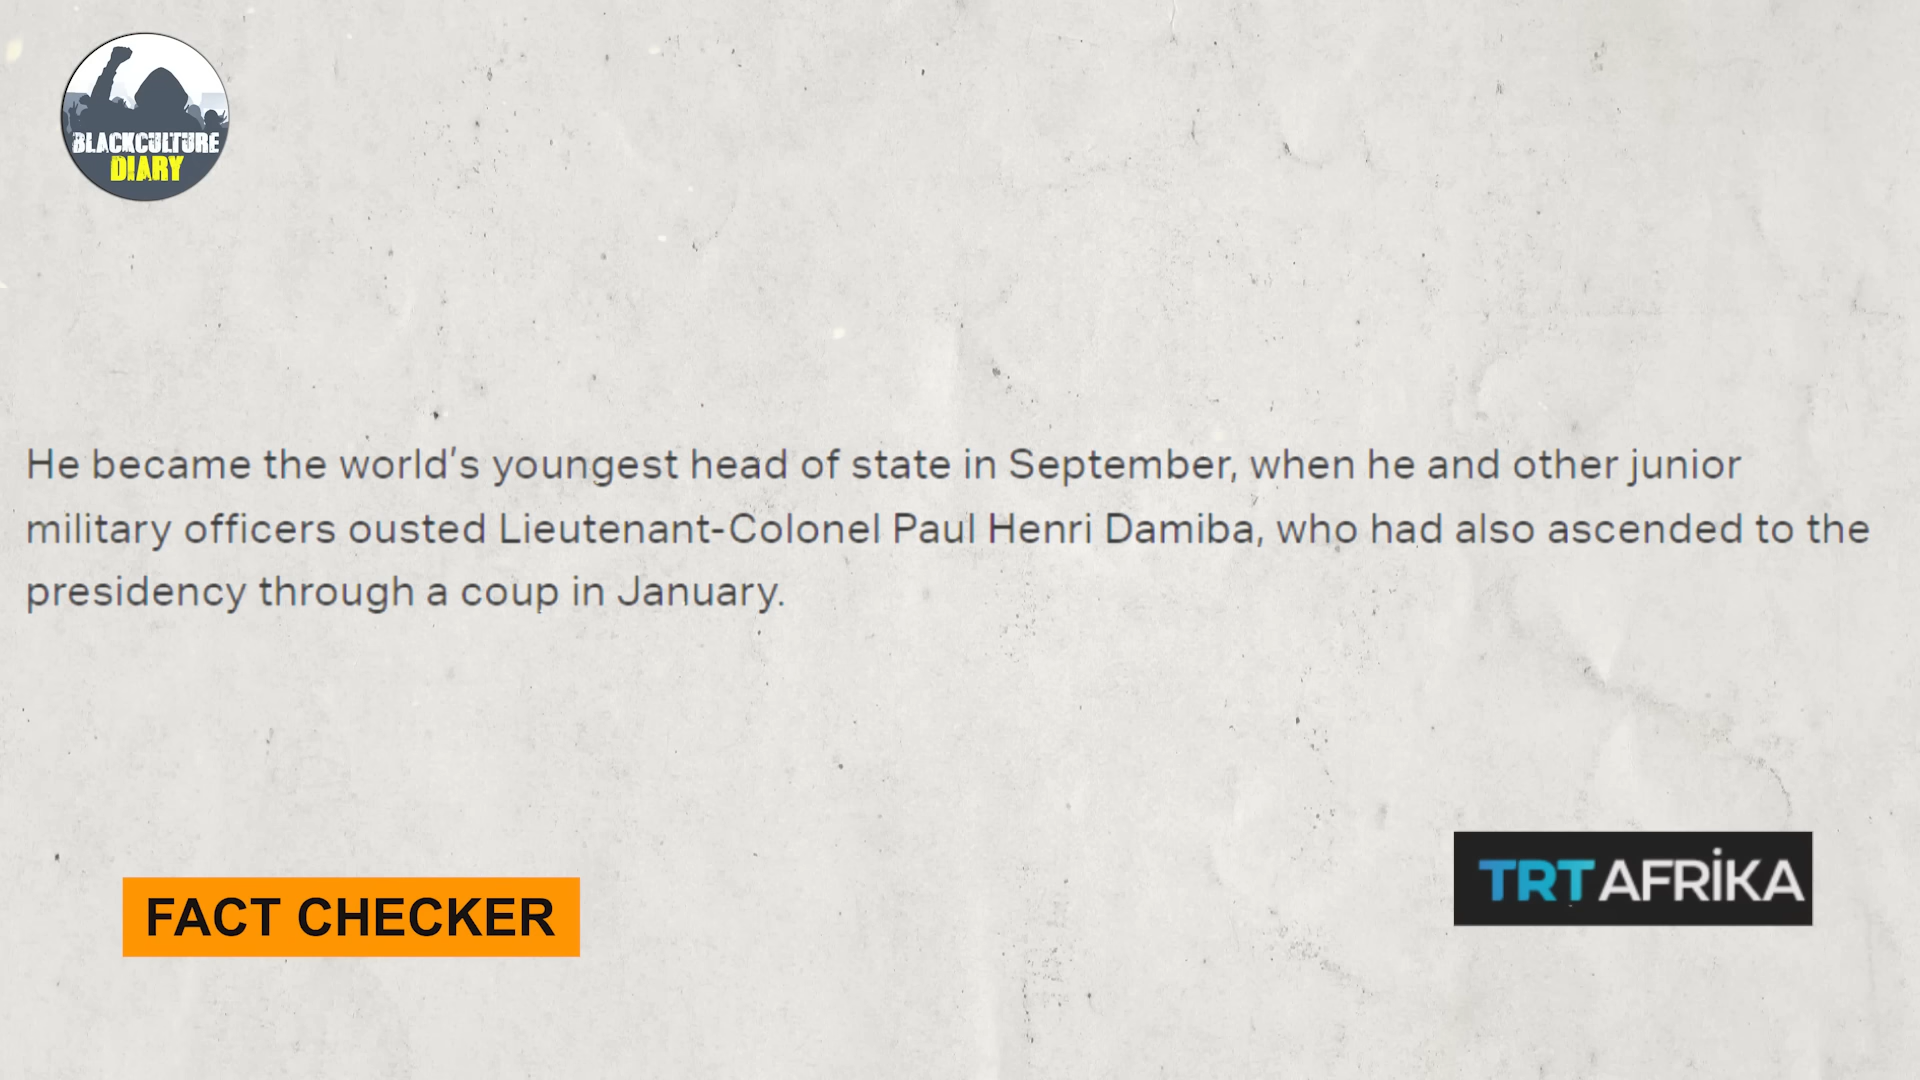 BLACKCULTURE
DIARY
He became the world's youngest head of state in September, when he and other junior
military officers ousted Lieutenant-Colonel Paul Henri Damiba, who had also ascended to the
presidency through a coup in January.
FACT CHECKER
TRT AFRİKA